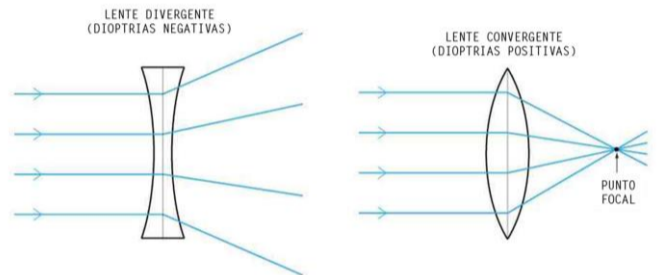 LENTE DIVERGENTE
(DIOPTRIAS NEGATIVAS)
LENTE CONVERGENTE
(DIOPTRIAS POSITIVAS)
PUNTO
FOCAL